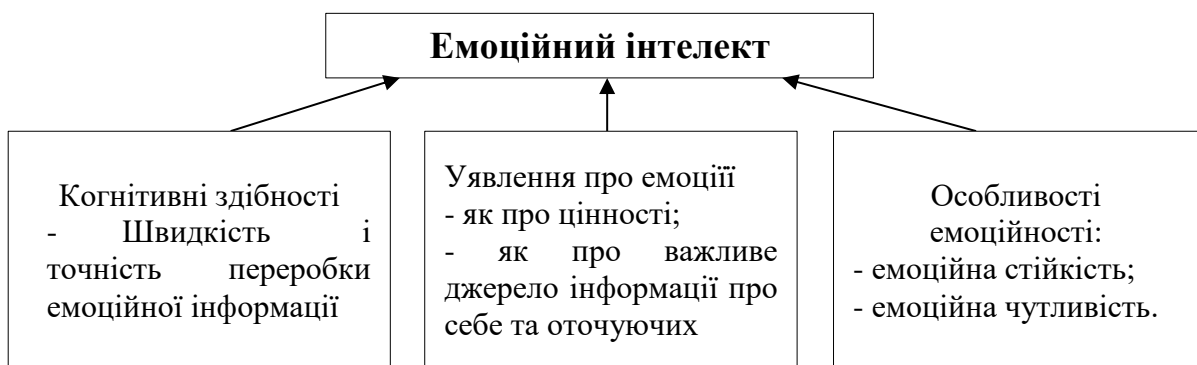 Емоційний інтелект
Когнітивні здібності
- Швидкість і
точність переробки
емоційної інформації
Уявлення про емоціїї
- як про цінності;
- як про важливе
джерело інформації про
себе та оточуючих
Особливості
емоційності:
- емоційна стійкість;
- емоційна чутливість.